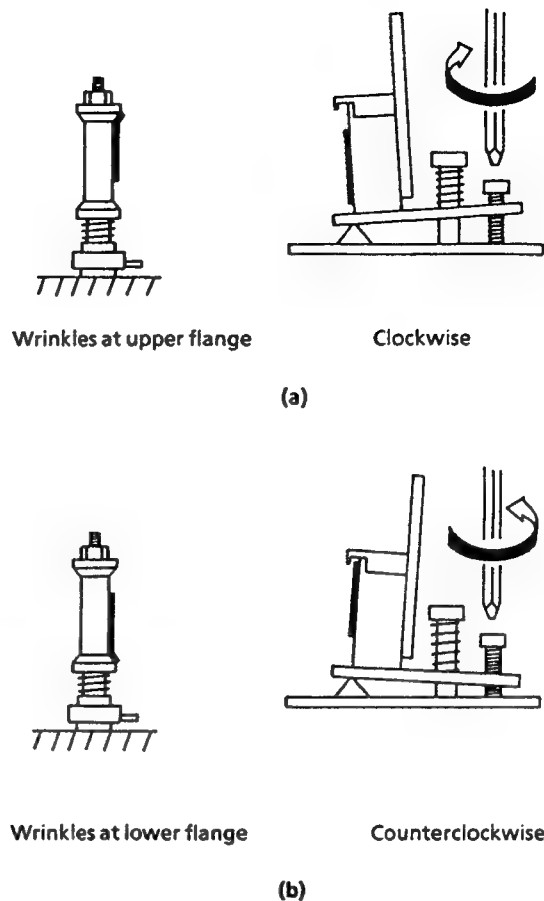 Wrinkles at upper flange
Clockwise
(a)
Wrinkles at lower flange
Counterclockwise
(b)